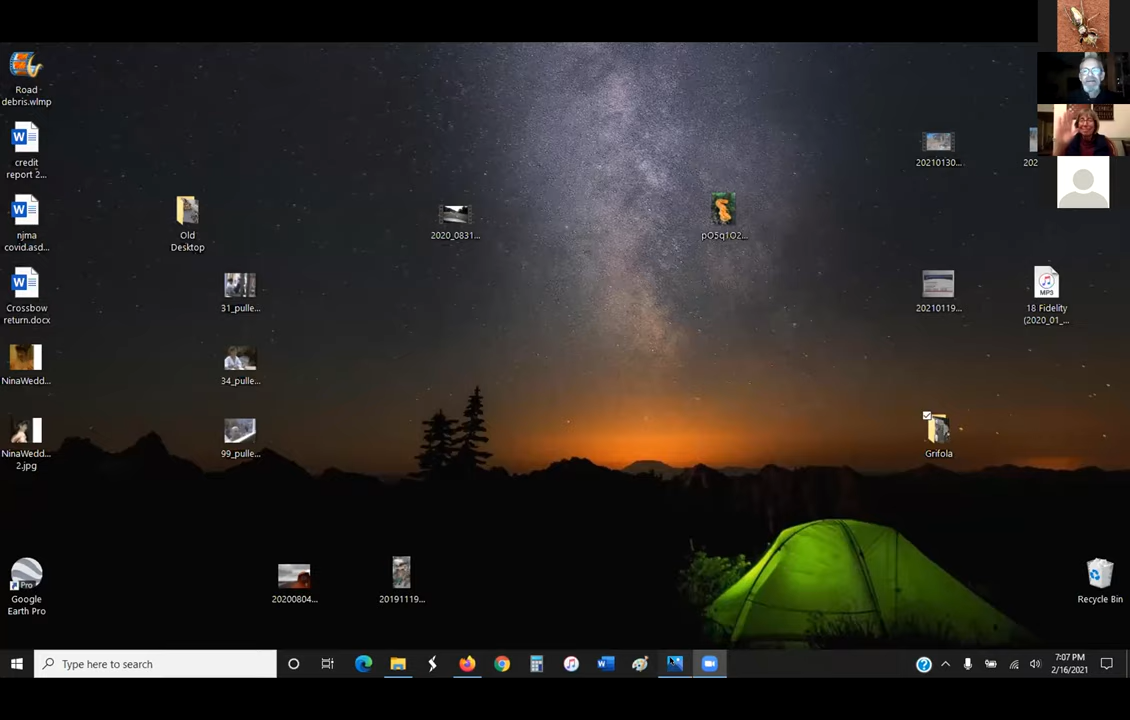 Road
debris.wlmp
credit
report 2...
njma
covid.asd...
Crossbow
return.docx
NinaWedd...
NinaWedd...
2.jpg
Google
Earth Pro
Pro
Old
Desktop
31_pulle...
34_pulle...
99_pulle...
20200804...
20191119...
2020_0831...
pO5q1O2...
20210130...
202
20210119...
MP3
18 Fidelity
(2020_01_...
Grifola
Recycle Bin
Type here to search
7:07 PM
2/16/2021